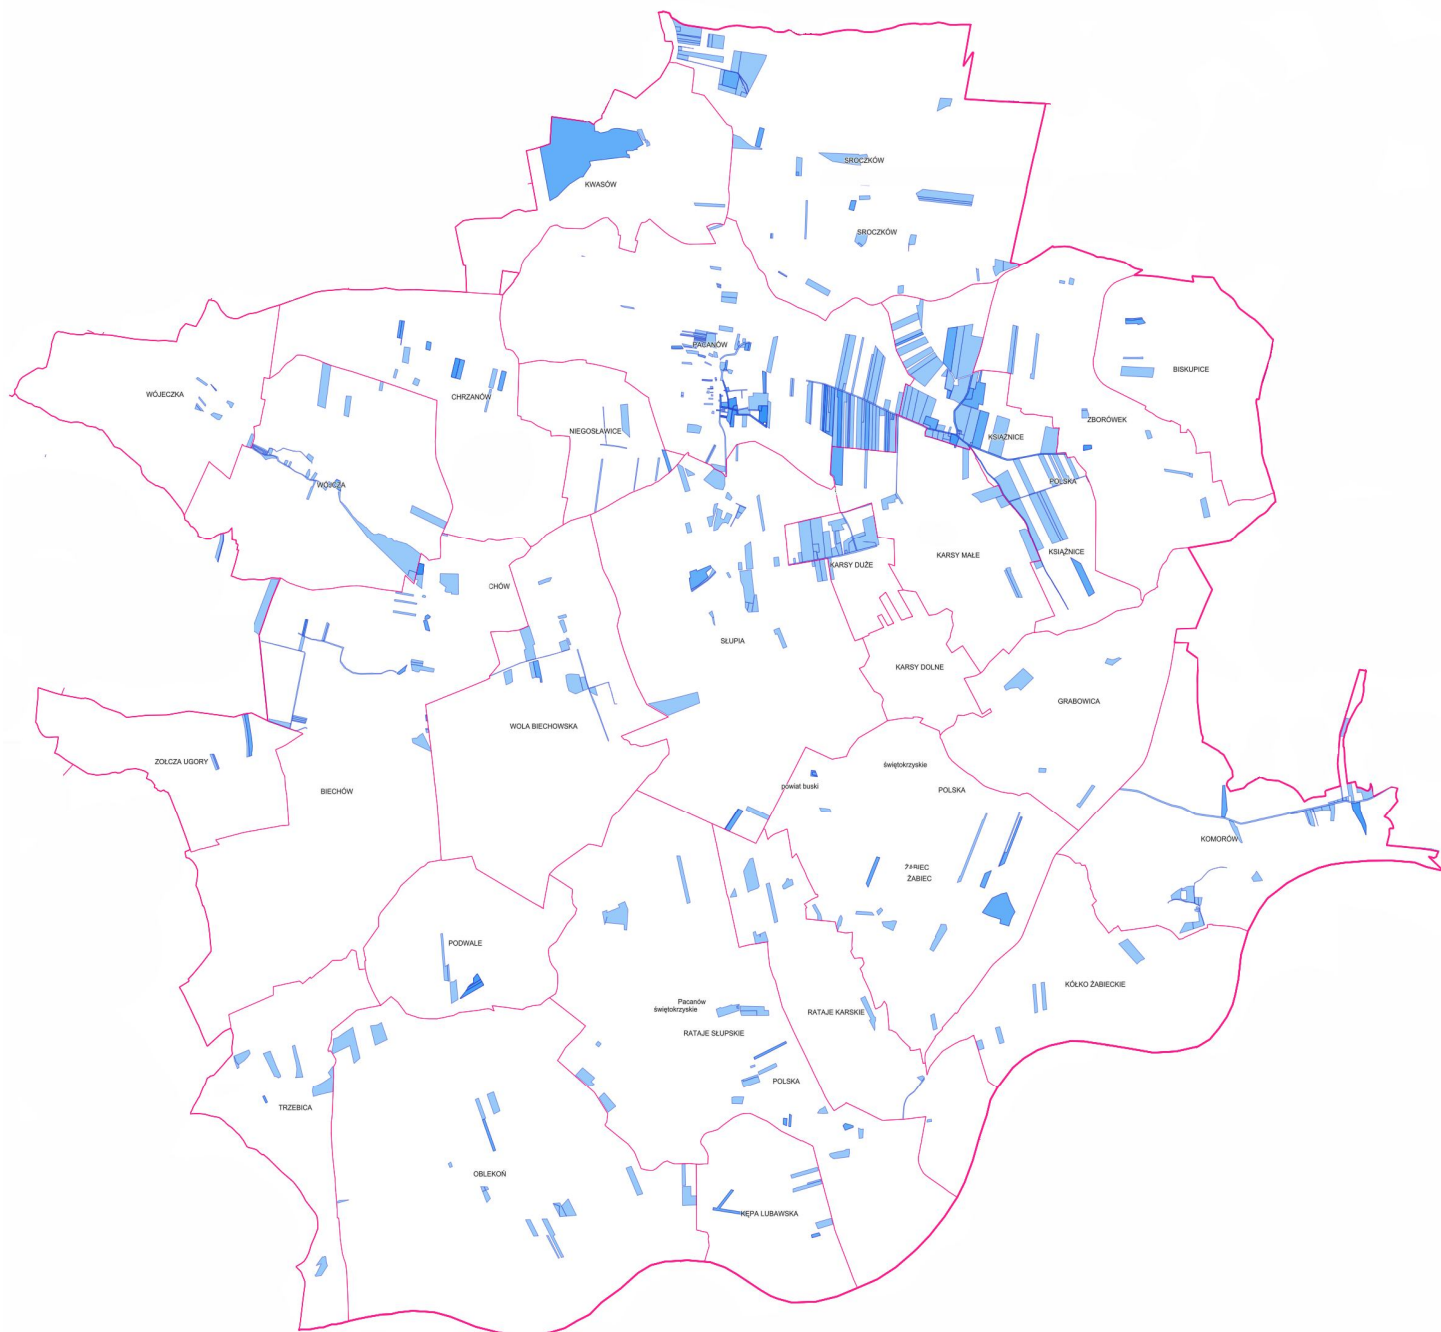 SROCZKÓW
KWASÓW
SROCZKÓW
PACANÓW
BISKUPICE
WÓJECZKA
CHRZANÓW
ZBORÓWEK
NIEGOSŁAWICE
KSIĄŻNICE
POLSKA
WÓJCZA
KSIĄŻNICE
KARSY MAŁE
KARSY DUŻE
CHÓW
SŁUPIA
KARSY DOLNE
GRABOWICA
WOLA BIECHOWSKA
ZOŁCZA UGORY
świętokrzyskie
powiat buski
POLSKA
BIECHÓW
KOMORÓW
ŻABIEC
ŻABIEC
PODWALE
KÓŁKO ŻABIECKIE
Pacanów
świętokrzyskie
RATAJE KARSKIE
RATAJE SŁUPSKIE
POLSKA
TRZEBICA
OBLEKOŃ
KĘPA LUBAWSKA